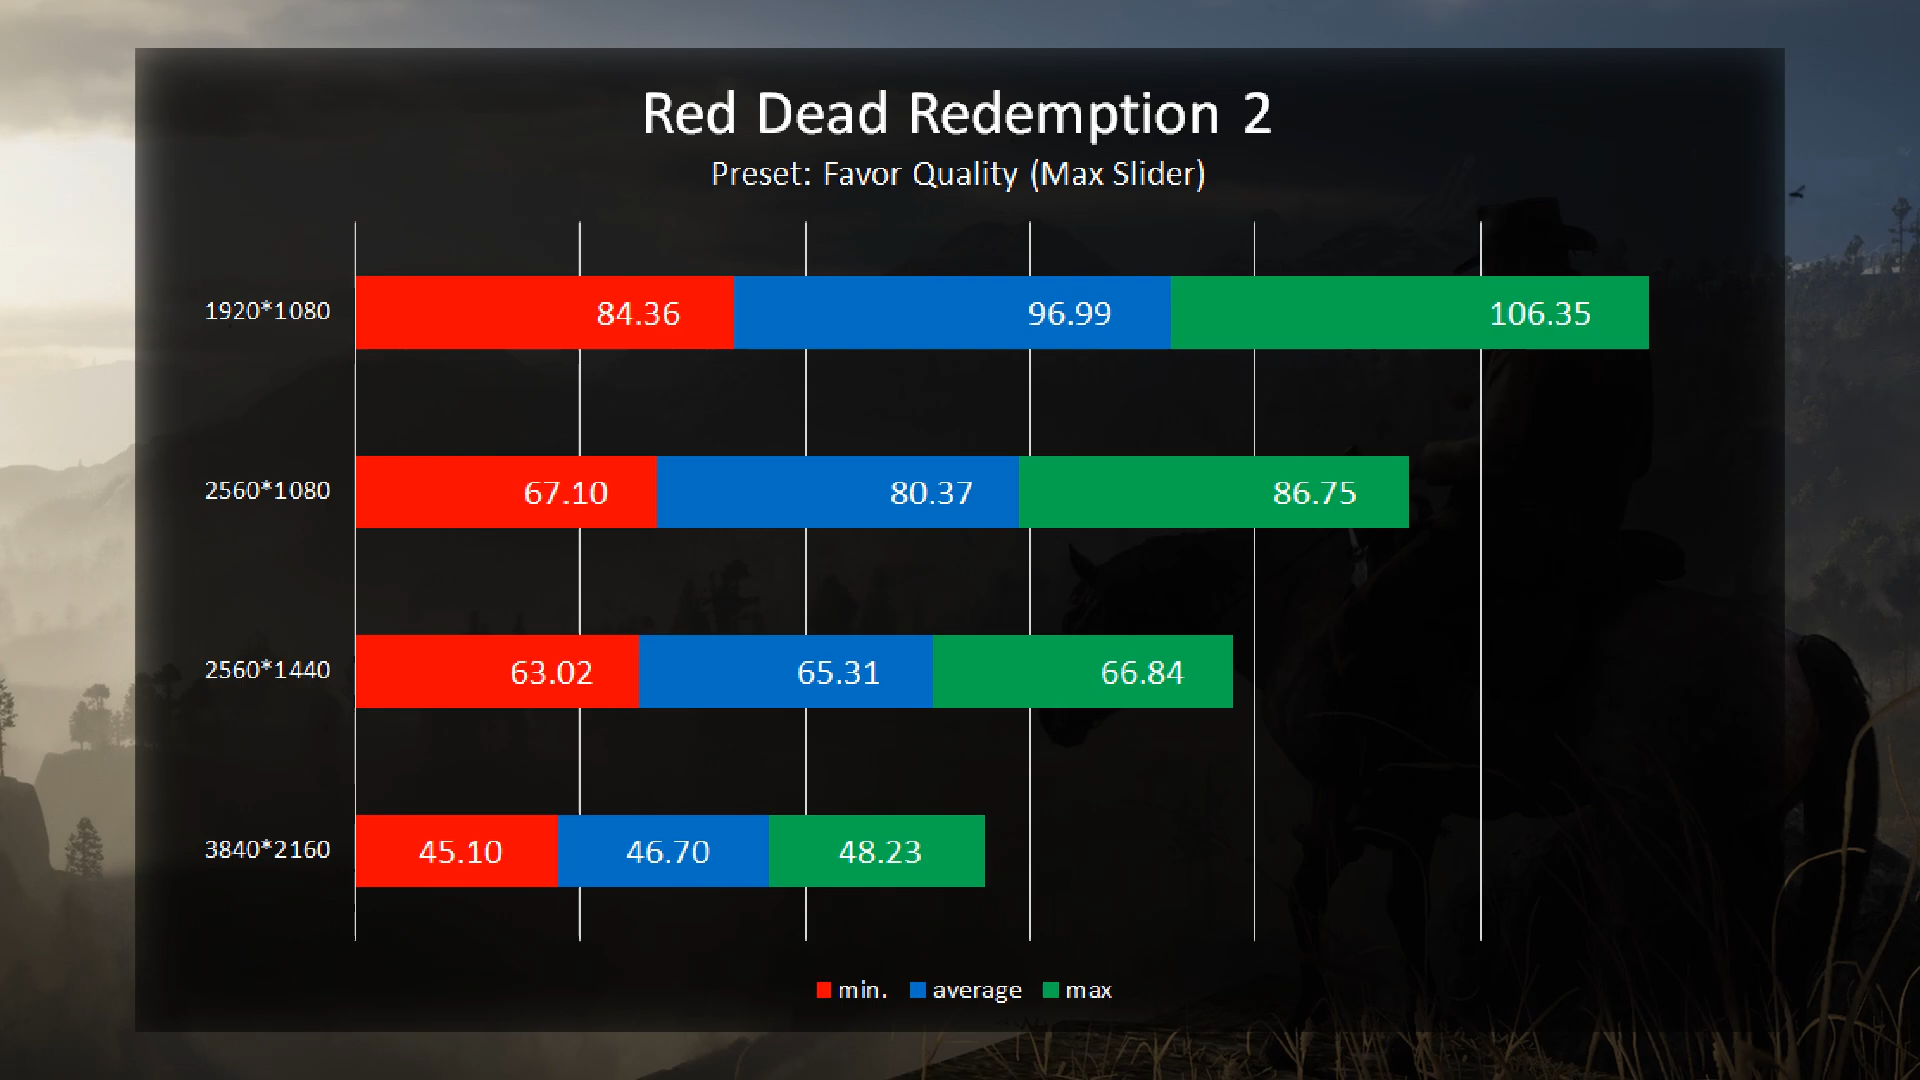 Red Dead Redemption 2
Preset: Favor Quality (Max Slider)
1920*1080 84.36 96.99 106.35
2560*1080 67.10 80.37 86.75
2560*1440 63.02 65.31 66.84
3840*2160 45.10 46.70 48.23
min. average max